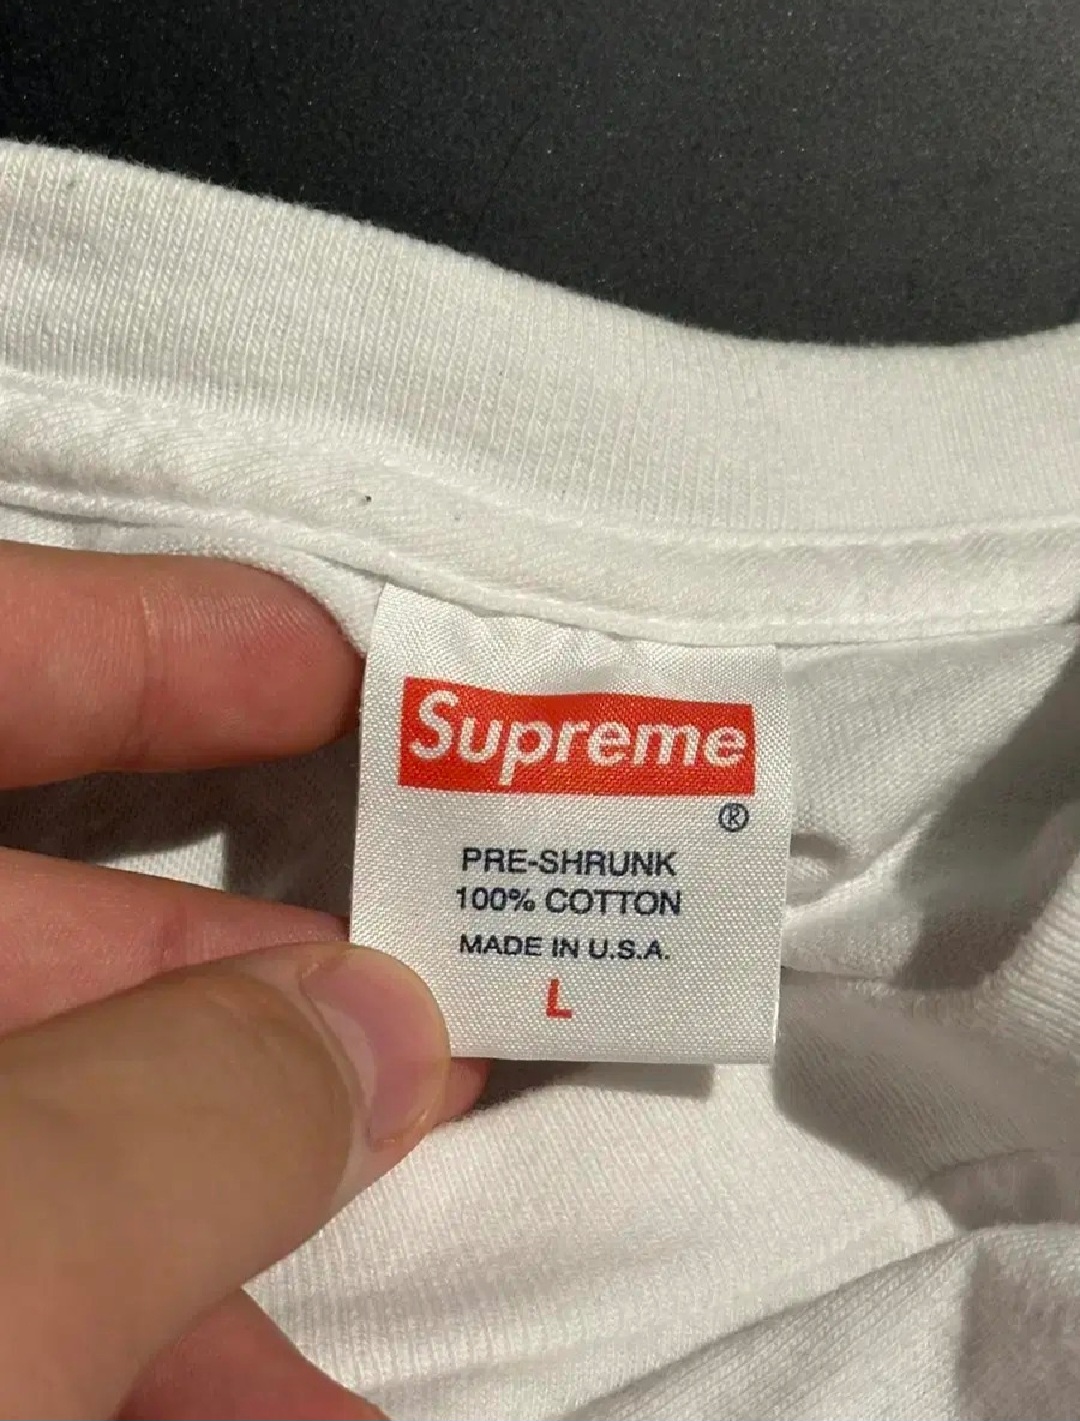 Supreme
®
PRE-SHRUNK
100% COTTON
MADE IN U.S.A.
L